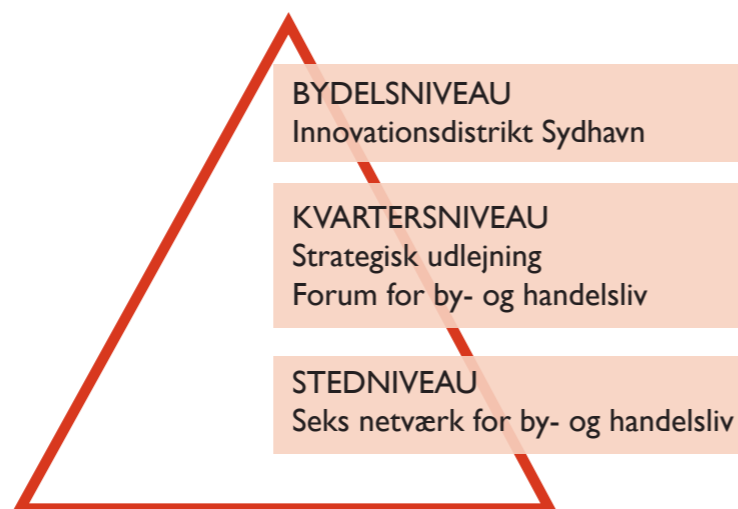 BYDELSNIVEAU
Innovationsdistrikt Sydhavn
KVARTERSNIVEAU
Strategisk udlejning
Forum for by- og handelsliv
STEDNIVEAU
Seks netværk for by- og handelsliv